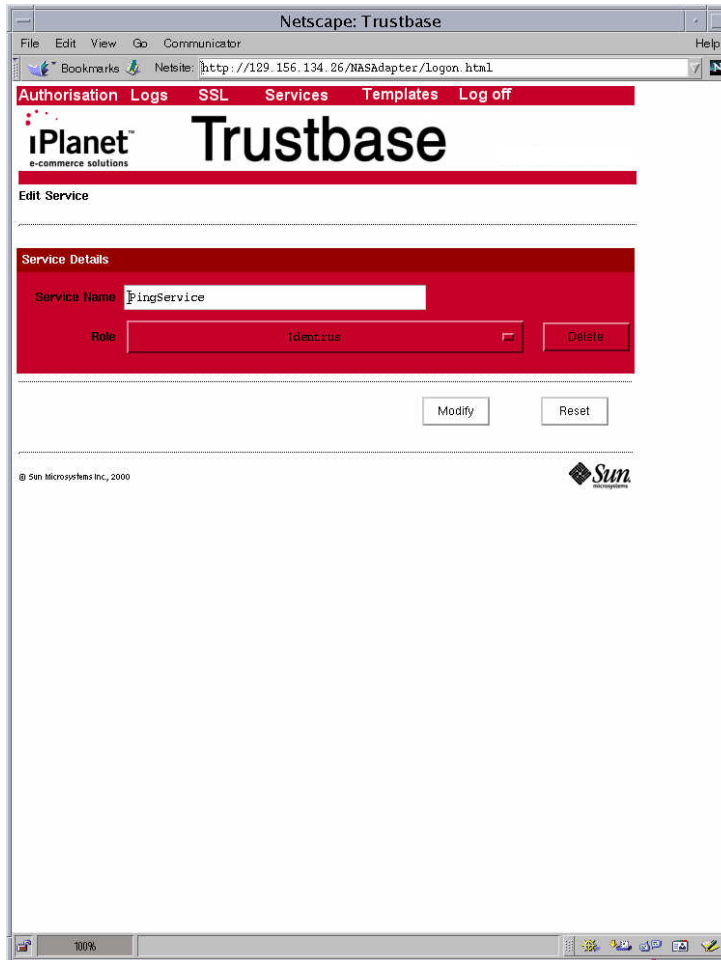 Netscape: Trustbase
File Edit View Go Communicator Help
Bookmarks Netsite: http://129.156.134.26/NASAdapter/logon.html
Authorisation Logs SSL Services Templates Log off
iPlanet™ Trustbase
e-commerce solutions
Edit Service
Service Details
Service Name PingService
Role Identrus Delete
Modify Reset
© Sun Microsystems Inc., 2000 Sun
microsystems
100%